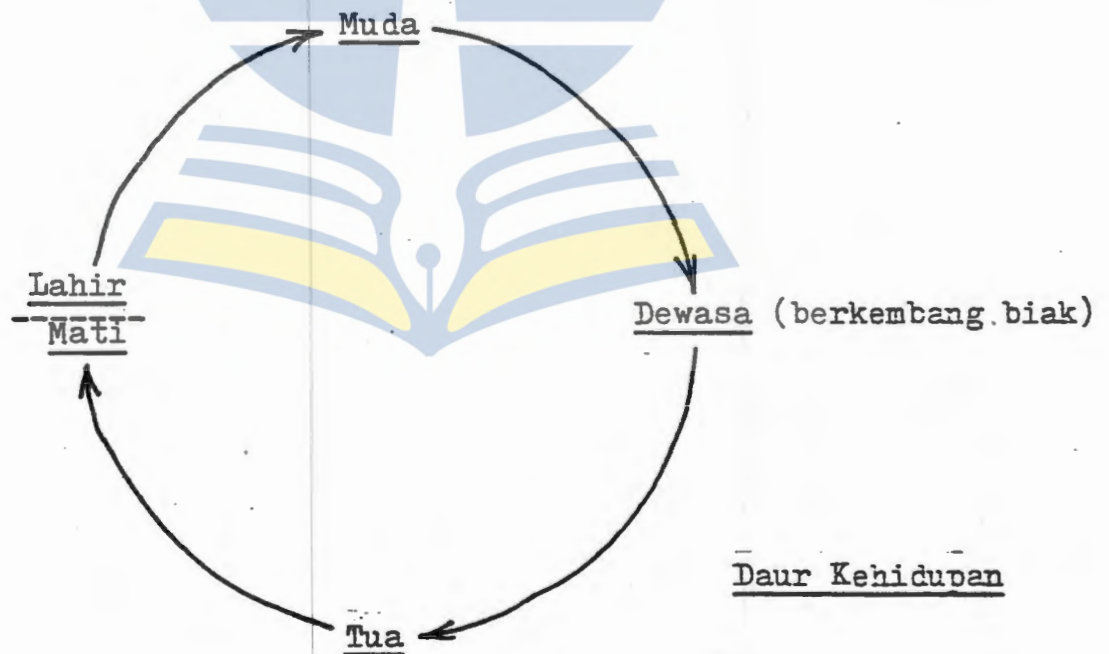 Muda
Lahir
Mati
Dewasa (berkembang biak)
Daur Kehidupan
Tua